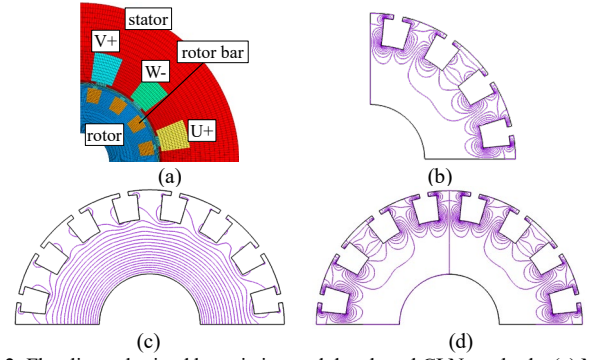 stator
V+
rotor bar
W-
rotor
U+
(a)
(b)
(c)
(d)